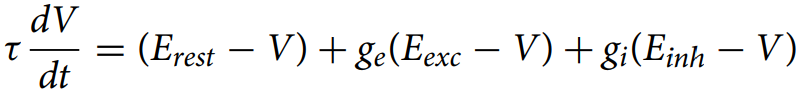 τ dV/dt = (E_rest − V) + g_e(E_exc − V) + g_i(E_inh − V)